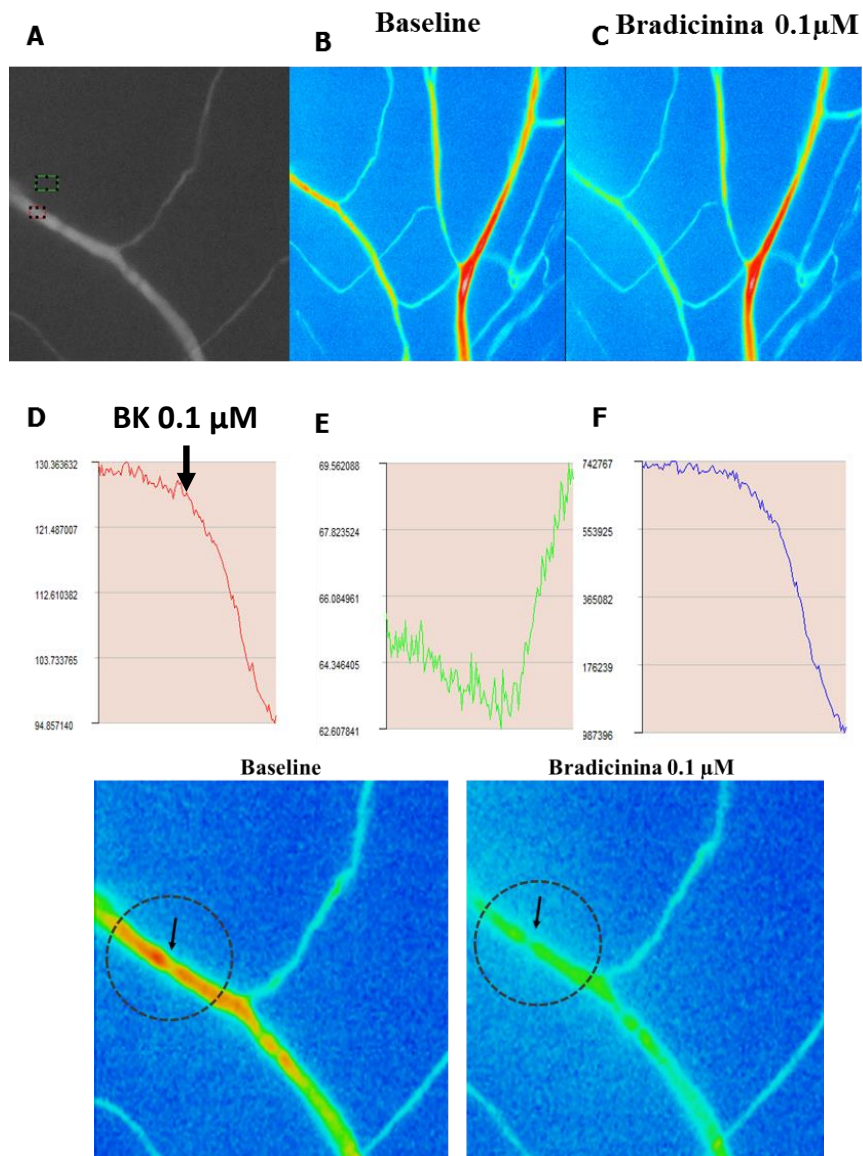 A
B
Baseline
C
Bradicinina 0.1µM
D
BK 0.1 µM
E
F
130.363632
121.487007
112.610382
103.733765
94.857140
69.562088
67.823524
66.084961
64.346405
62.607841
742767
553925
365082
176239
987396
Baseline
Bradicinina 0.1 µM